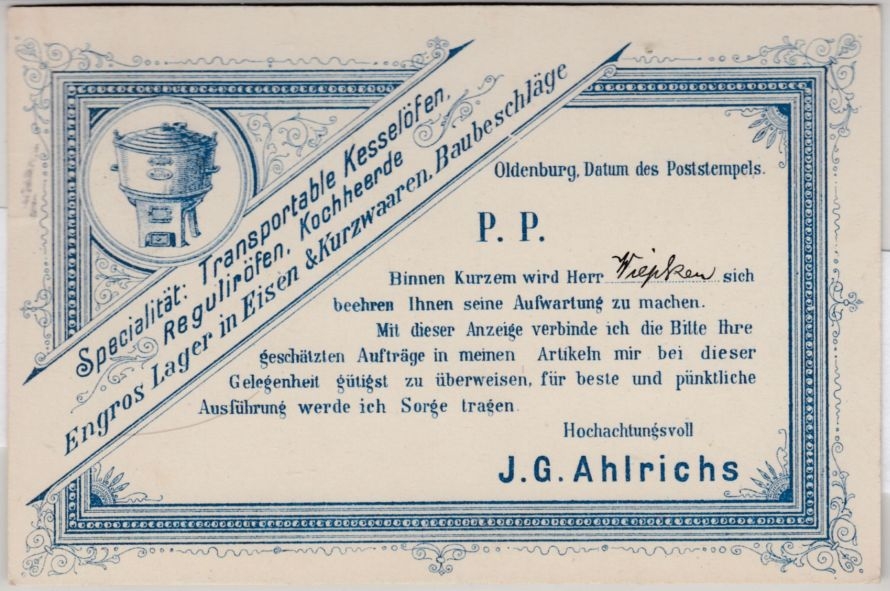 Specialität: Transportable Kesselöfen,
Reguliröfen, Kochheerde
Engros Lager in Eisen & Kurzwaaren, Baubeschläge
Oldenburg, Datum des Poststempels.
P. P.
Binnen Kurzem wird Herr Wiepken sich
beehren Ihnen seine Aufwartung zu machen.
Mit dieser Anzeige verbinde ich die Bitte Ihre
geschätzten Aufträge in meinen Artikeln mir bei dieser
Gelegenheit gütigst zu überweisen, für beste und pünktliche
Ausführung werde ich Sorge tragen.
Hochachtungsvoll
J. G. Ahlrichs